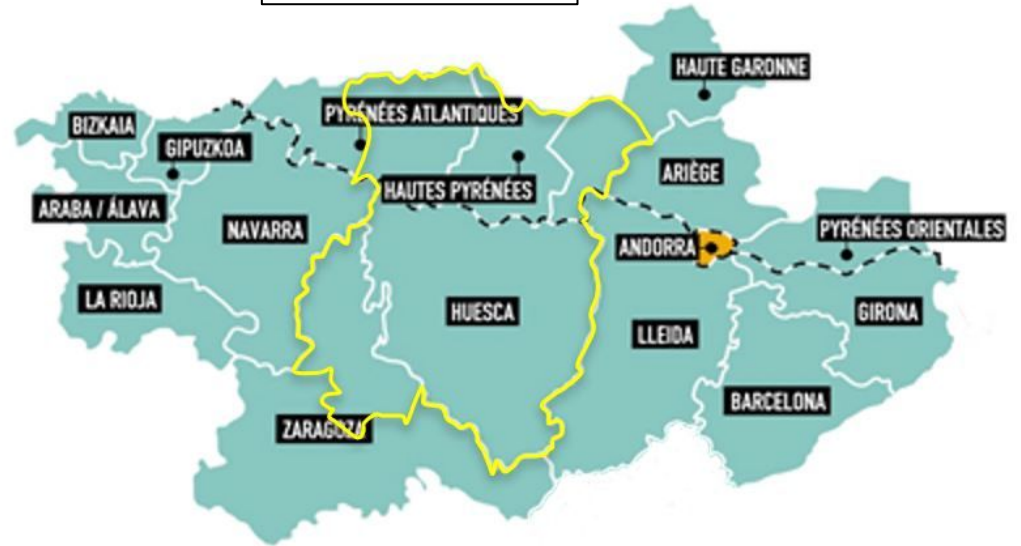 HAUTE GARONNE
PYRÉNÉES ATLANTIQUES
BIZKAIA
GIPUZKOA
ARIÈGE
HAUTES PYRÉNÉES
ARABA / ÁLAVA
NAVARRA
PYRÉNÉES ORIENTALES
ANDORRA
LA RIOJA
HUESCA
GIRONA
LLEIDA
BARCELONA
ZARAGOZA